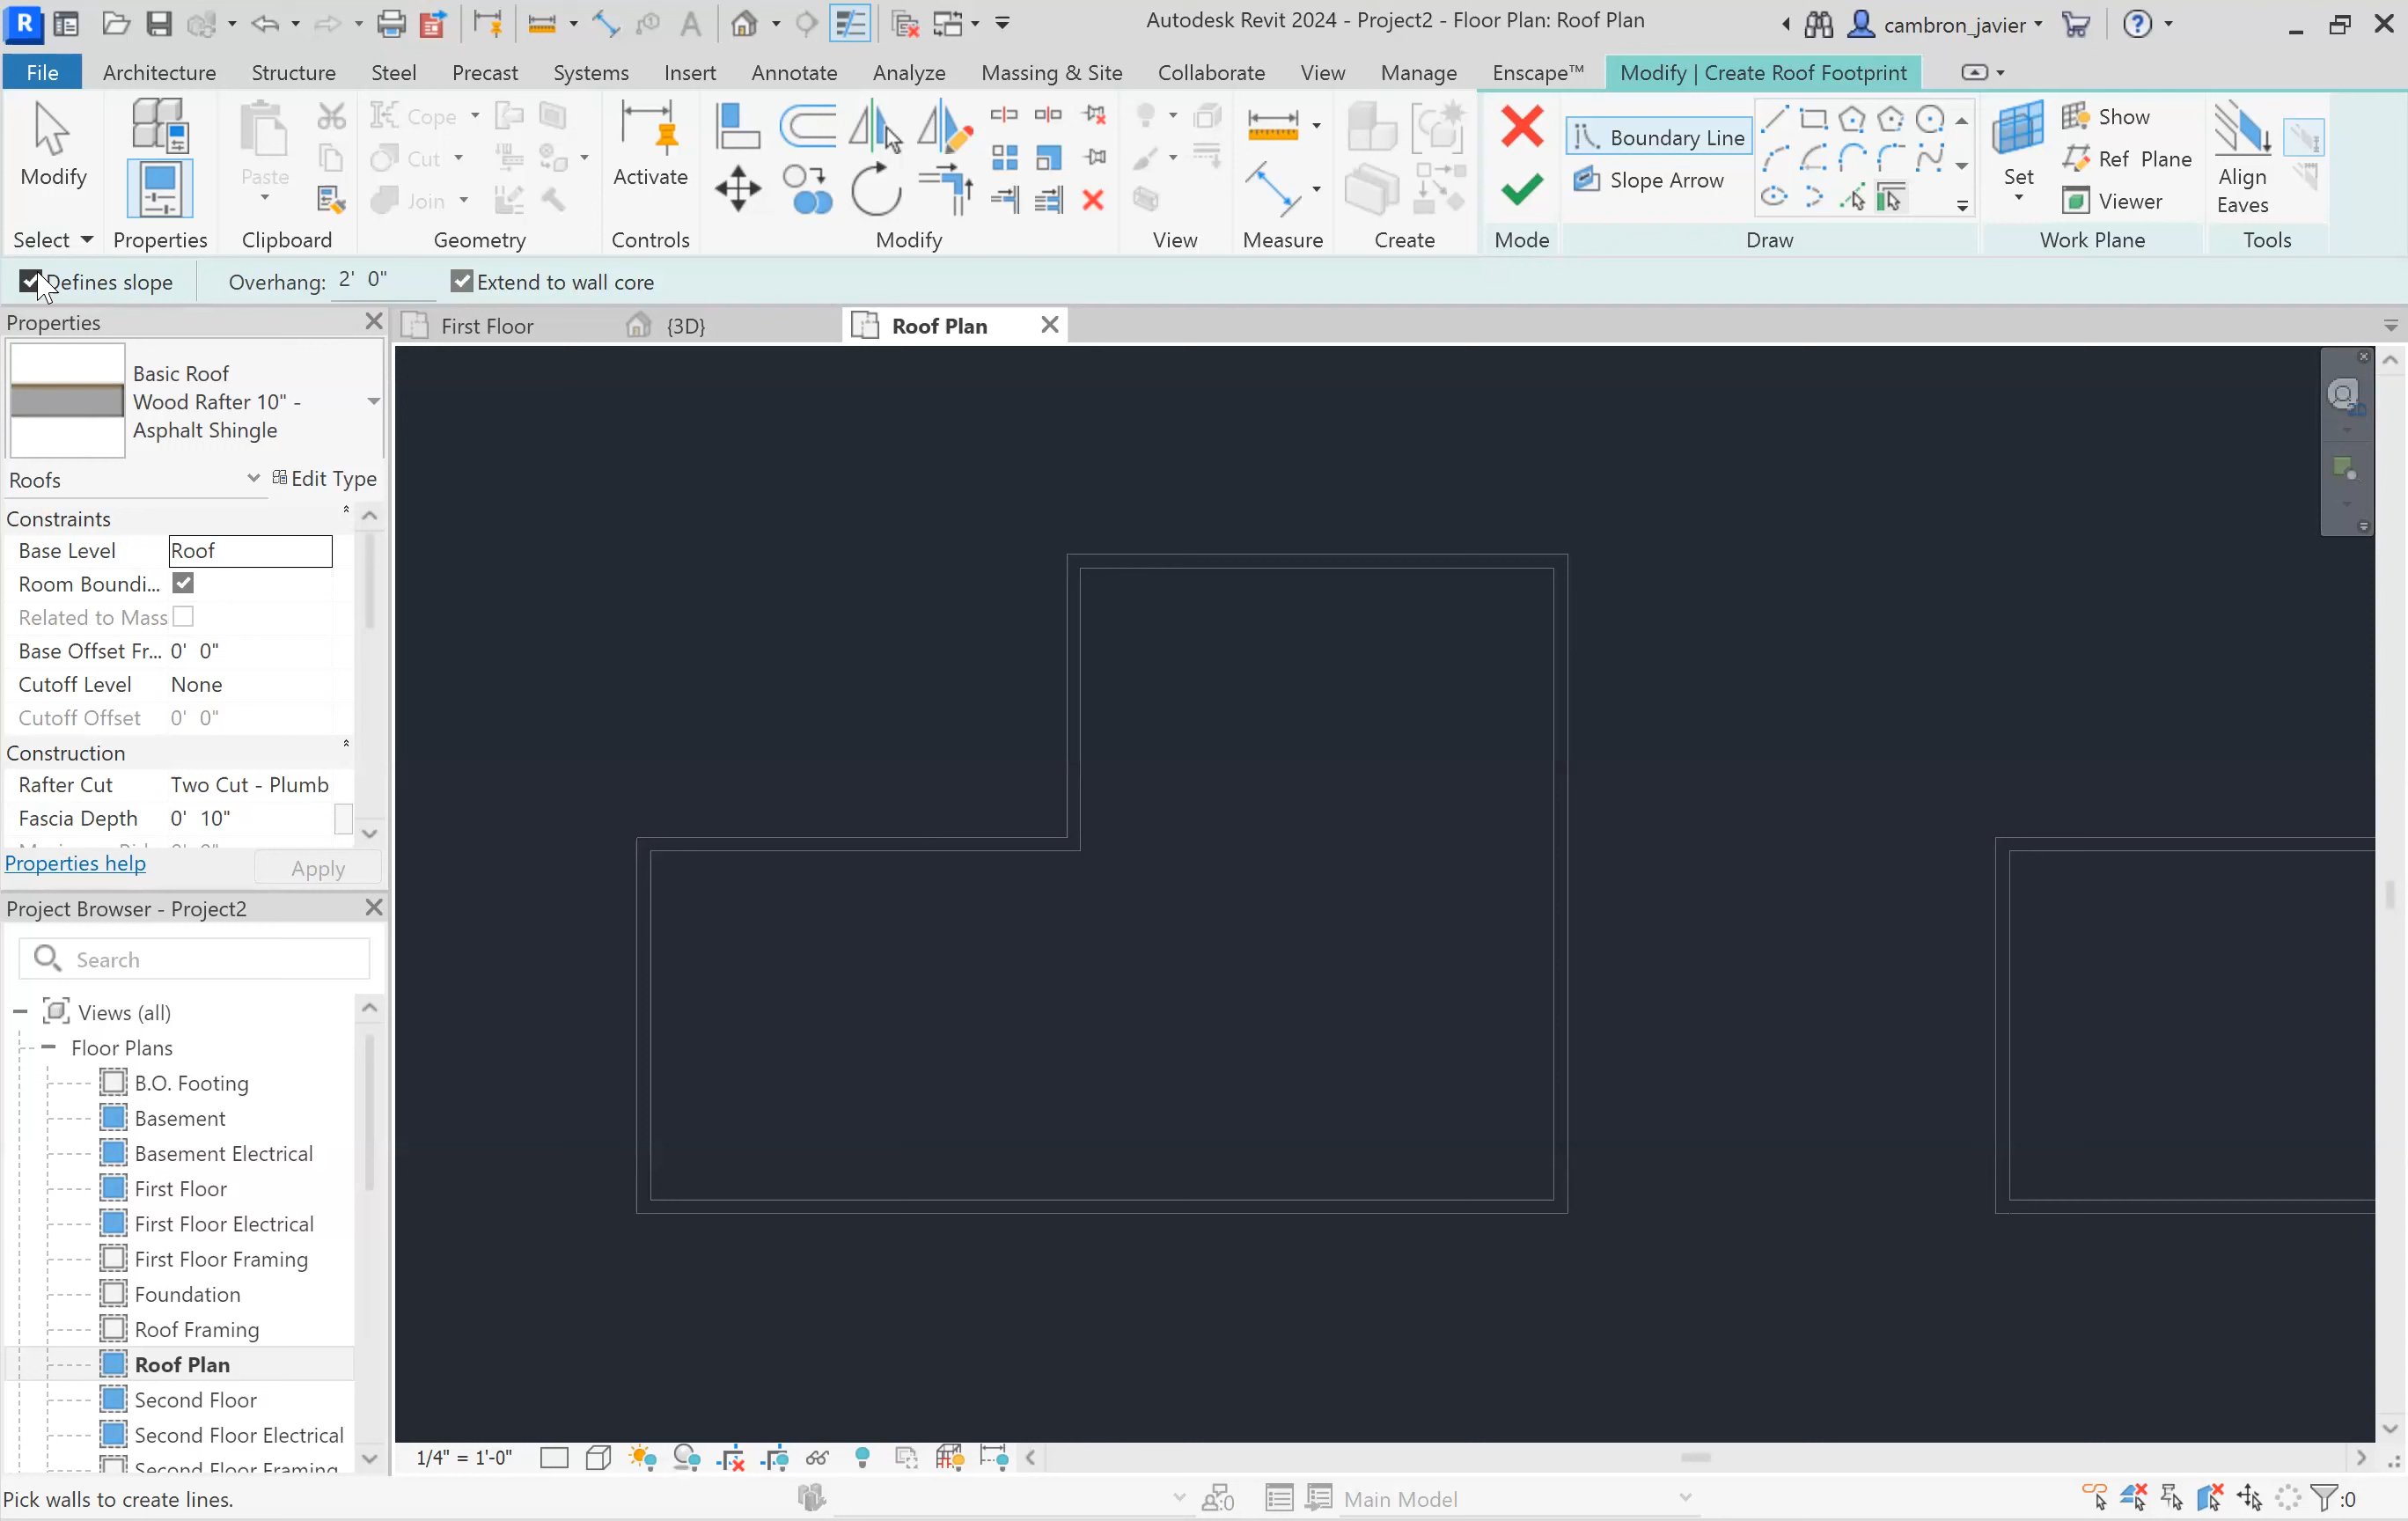 R
Autodesk Revit 2024 - Project2 - Floor Plan: Roof Plan
cambron_javier
File Architecture Structure Steel Precast Systems Insert Annotate Analyze Massing & Site Collaborate View Manage Enscape™ Modify | Create Roof Footprint
Modify
Paste
Cope
Cut
Join
Activate
Boundary Line
Slope Arrow
Set
Show
Ref Plane
Viewer
Align
Eaves
Select Properties Clipboard Geometry Controls Modify View Measure Create Mode Draw Work Plane Tools
Defines slope Overhang: 2' 0" Extend to wall core
Properties
First Floor {3D} Roof Plan
Basic Roof
Wood Rafter 10" -
Asphalt Shingle
Roofs Edit Type
Constraints
Base Level Roof
Room Boundi...
Related to Mass
Base Offset Fr... 0' 0"
Cutoff Level None
Cutoff Offset 0' 0"
Construction
Rafter Cut Two Cut - Plumb
Fascia Depth 0' 10"
Properties help Apply
Project Browser - Project2
Search
Views (all)
Floor Plans
B.O. Footing
Basement
Basement Electrical
First Floor
First Floor Electrical
First Floor Framing
Foundation
Roof Framing
Roof Plan
Second Floor
Second Floor Electrical
Second Floor Framing
2D
1/4" = 1'-0"
Pick walls to create lines. :0 Main Model :0